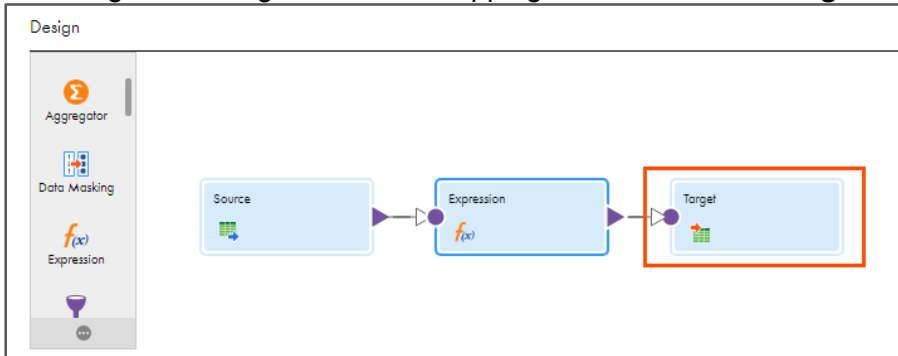 Design
Aggregator
Data Masking
f(x)
Expression
Source
Expression
f(x)
Target